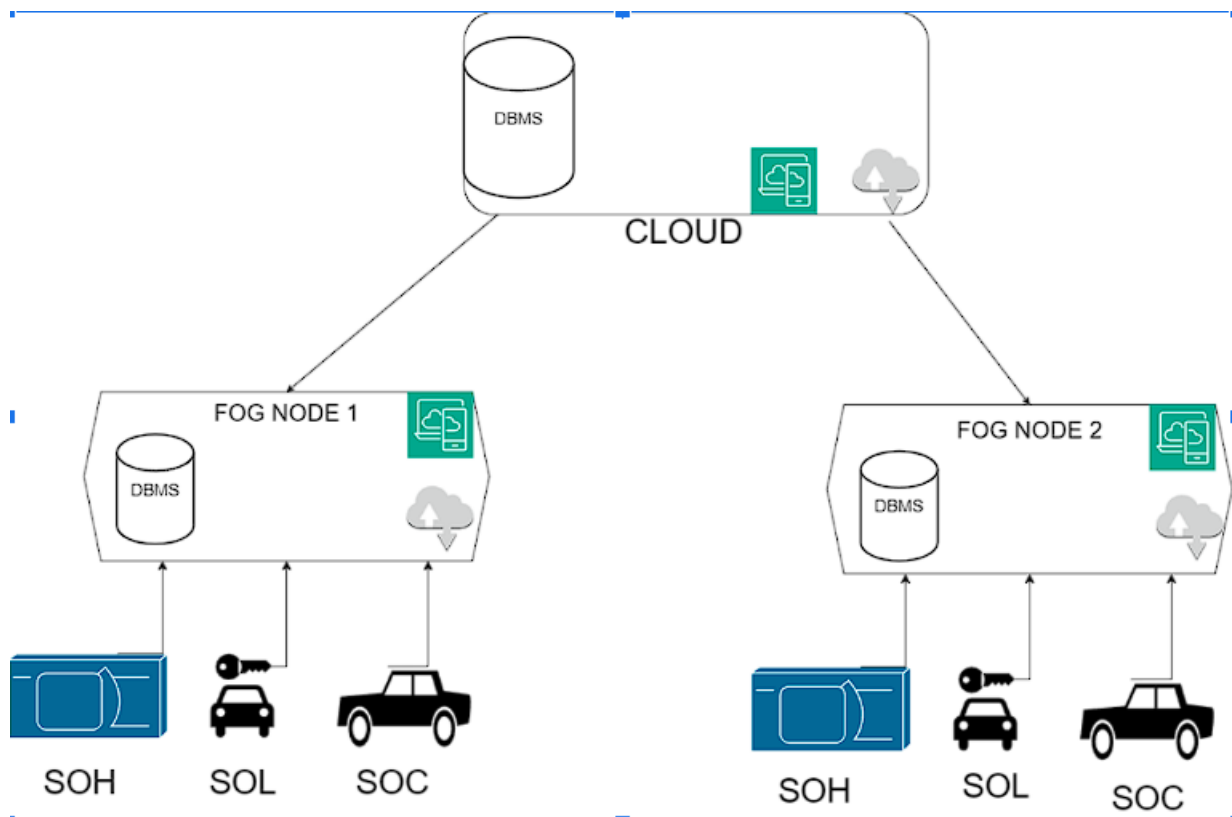 DBMS
CLOUD
FOG NODE 1
DBMS
FOG NODE 2
DBMS
SOH
SOL
SOC
SOH
SOL
SOC